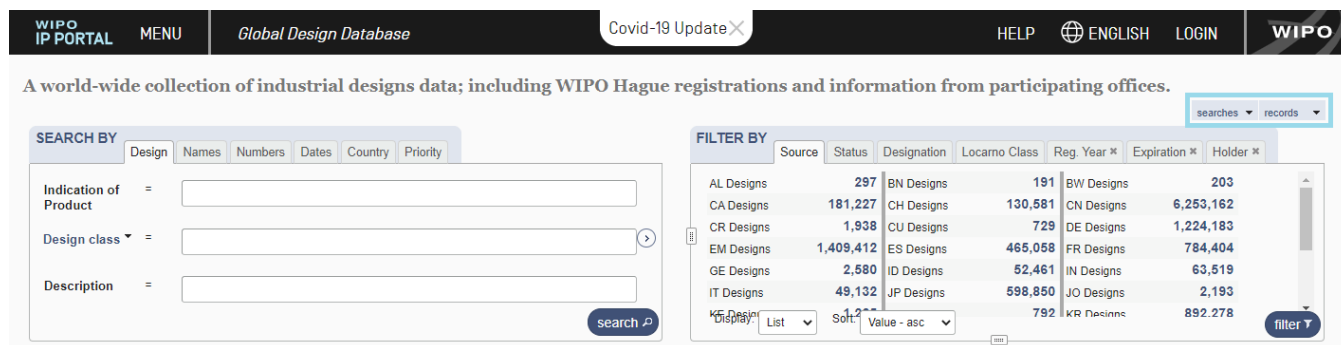 WIPO
IP PORTAL MENU Global Design Database Covid-19 Update HELP ENGLISH LOGIN WIPO
A world-wide collection of industrial designs data; including WIPO Hague registrations and information from participating offices.
searches records
SEARCH BY
Design Names Numbers Dates Country Priority
Indication of Product =
Design class =
Description =
search
FILTER BY
Source Status Designation Locarno Class Reg. Year Expiration Holder
AL Designs 297 BN Designs 191 BW Designs 203
CA Designs 181,227 CH Designs 130,581 CN Designs 6,253,162
CR Designs 1,938 CU Designs 729 DE Designs 1,224,183
EM Designs 1,409,412 ES Designs 465,058 FR Designs 784,404
GE Designs 2,580 ID Designs 52,461 IN Designs 63,519
IT Designs 49,132 JP Designs 598,850 JO Designs 2,193
792 KR Designs 892,278
Display: List Sort: Value - asc
filter